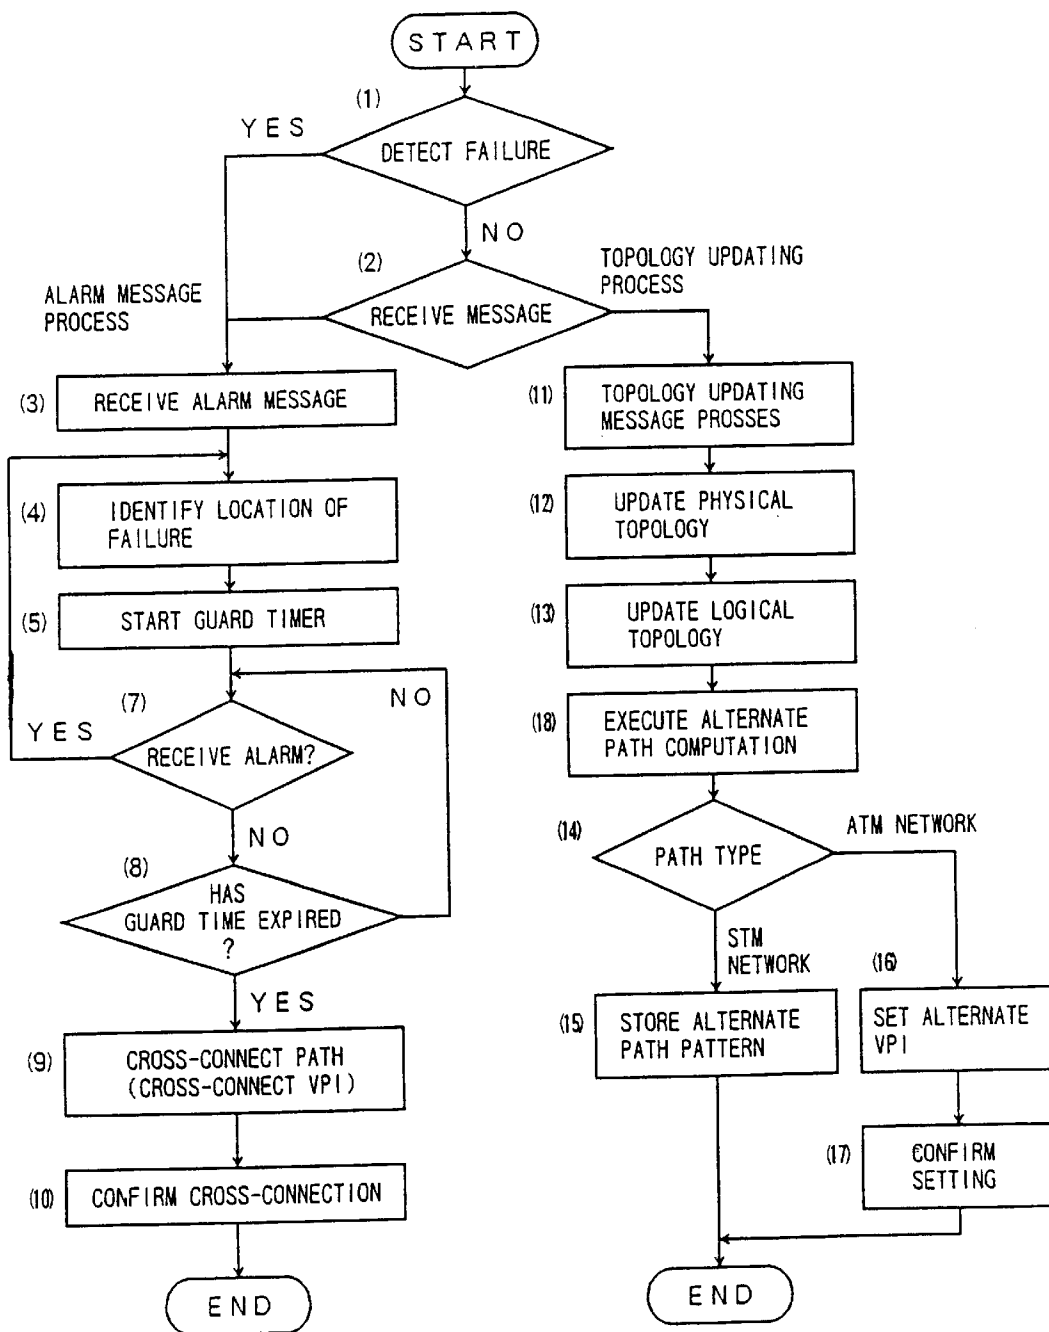 START
(1)
YES
DETECT FAILURE
NO
(2)
TOPOLOGY UPDATING
PROCESS
ALARM MESSAGE
PROCESS
RECEIVE MESSAGE
(3)
RECEIVE ALARM MESSAGE
(4)
IDENTIFY LOCATION OF
FAILURE
(5)
START GUARD TIMER
(7)
NO
YES
RECEIVE ALARM?
NO
(8)
HAS
GUARD TIME EXPIRED
?
YES
(9)
CROSS-CONNECT PATH
(CROSS-CONNECT VPI)
(10)
CONFIRM CROSS-CONNECTION
END
(11)
TOPOLOGY UPDATING
MESSAGE PROSSES
(12)
UPDATE PHYSICAL
TOPOLOGY
(13)
UPDATE LOGICAL
TOPOLOGY
(18)
EXECUTE ALTERNATE
PATH COMPUTATION
(14)
PATH TYPE
ATM NETWORK
STM
NETWORK
(15)
STORE ALTERNATE
PATH PATTERN
(16)
SET ALTERNATE
VPI
(17)
CONFIRM
SETTING
END